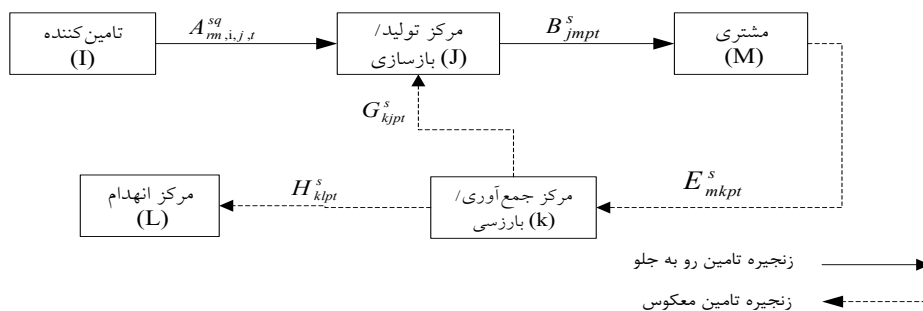 تامین‌کننده
(I)
A^{sq}_{rm,i,j,t}
مرکز تولید/
بازسازی (J)
B^{s}_{jmpt}
مشتری
(M)
G^{s}_{kjpt}
E^{s}_{mkpt}
مرکز جمع‌آوری/
بارزسی (k)
H^{s}_{klpt}
مرکز انهدام
(L)
زنجیره تامین رو به جلو
زنجیره تامین معکوس